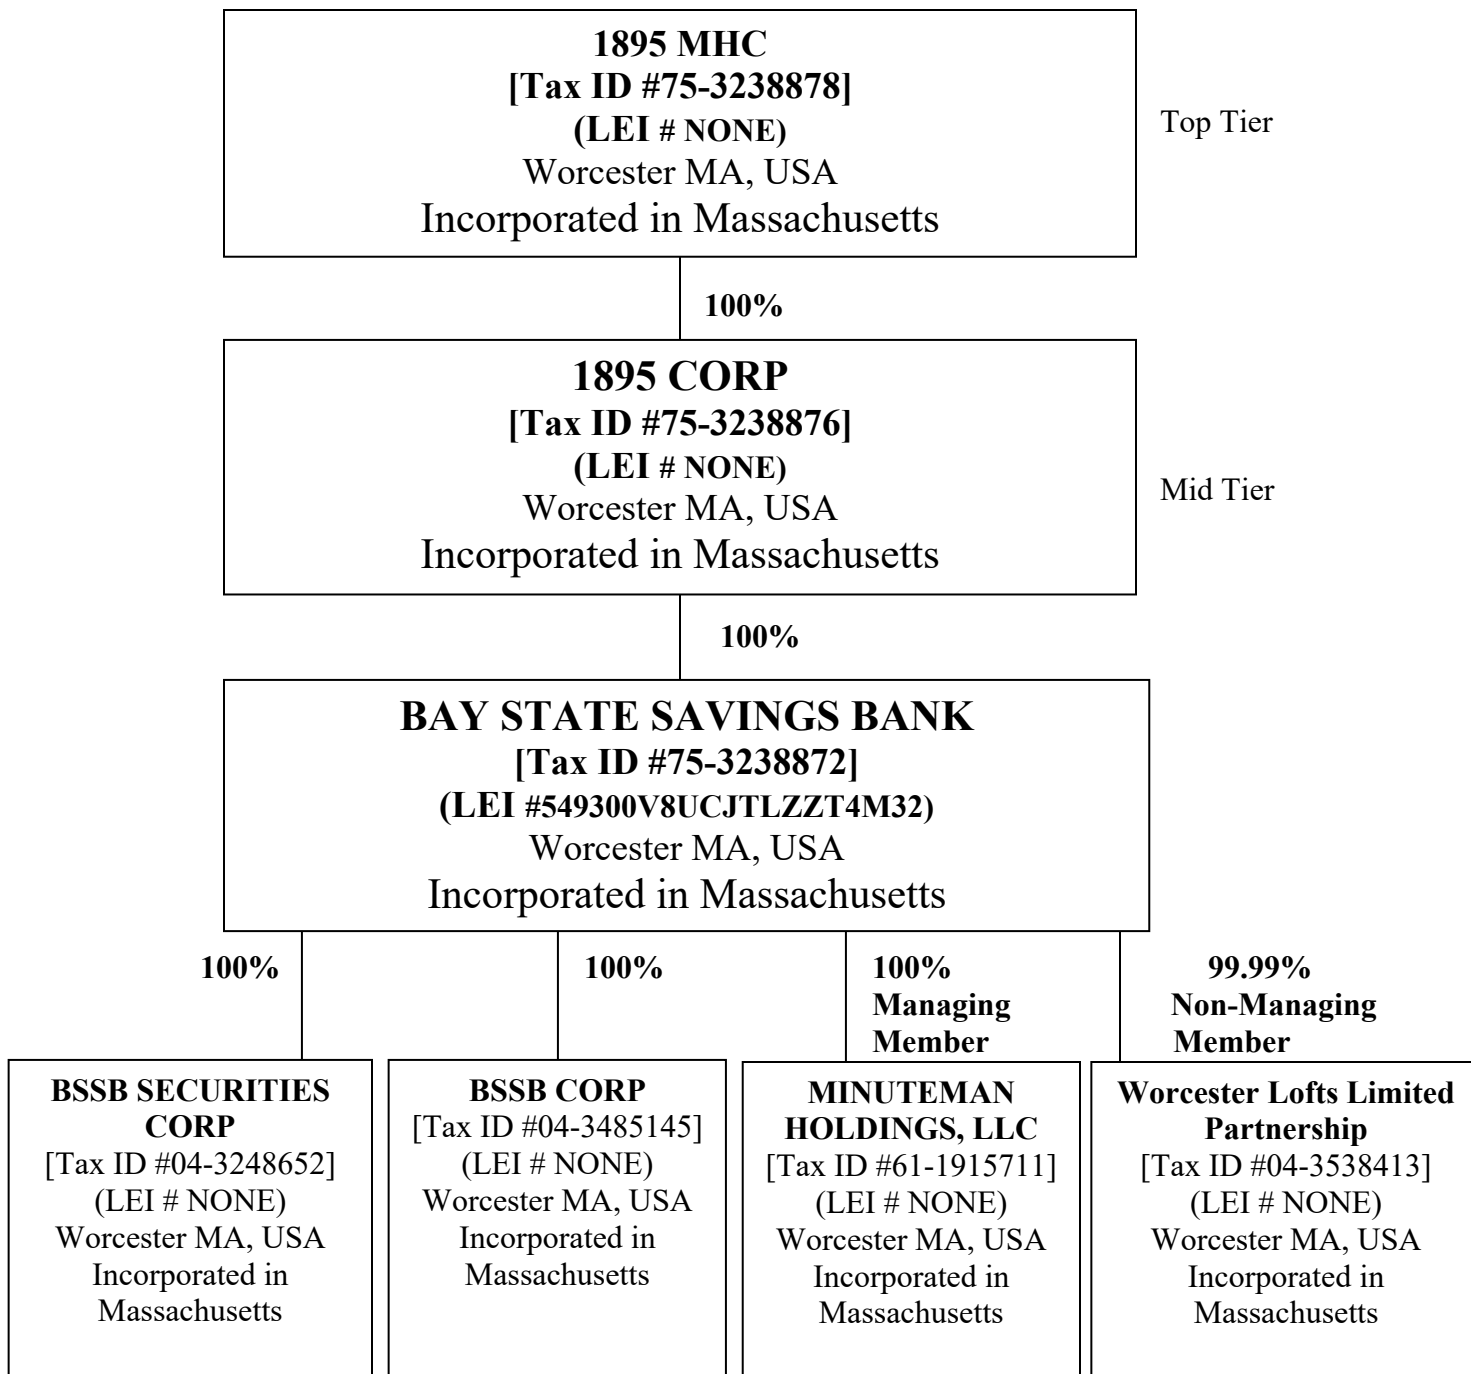 1895 MHC
[Tax ID #75-3238878]
(LEI # NONE)
Worcester MA, USA
Incorporated in Massachusetts
Top Tier
100%
1895 CORP
[Tax ID #75-3238876]
(LEI # NONE)
Worcester MA, USA
Incorporated in Massachusetts
Mid Tier
100%
BAY STATE SAVINGS BANK
[Tax ID #75-3238872]
(LEI #549300V8UCJTLZZT4M32)
Worcester MA, USA
Incorporated in Massachusetts
100%
100%
100%
Managing
Member
99.99%
Non-Managing
Member
BSSB SECURITIES
CORP
[Tax ID #04-3248652]
(LEI # NONE)
Worcester MA, USA
Incorporated in
Massachusetts
BSSB CORP
[Tax ID #04-3485145]
(LEI # NONE)
Worcester MA, USA
Incorporated in
Massachusetts
MINUTEMAN
HOLDINGS, LLC
[Tax ID #61-1915711]
(LEI # NONE)
Worcester MA, USA
Incorporated in
Massachusetts
Worcester Lofts Limited
Partnership
[Tax ID #04-3538413]
(LEI # NONE)
Worcester MA, USA
Incorporated in
Massachusetts